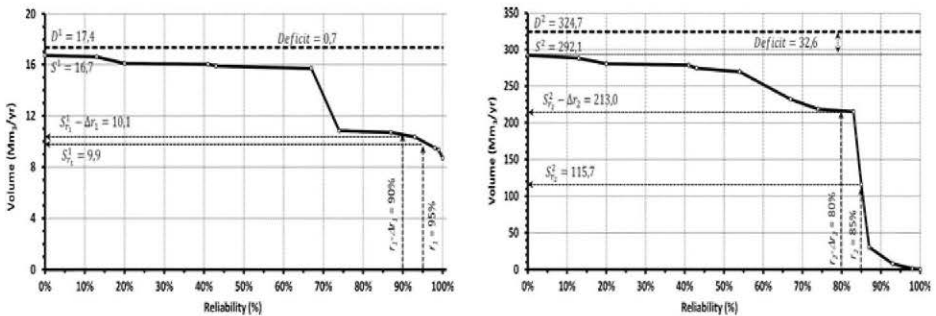 20
16
12
8
4
0
Volume (Mm₃/yr)
D¹ = 17,4
Deficit = 0,7
S¹ = 16,7
S¹r₁ − Δr₁ = 10,1
S¹r₁ = 9,9
r₁-Δr₁ = 90%
r₁ = 95%
0% 10% 20% 30% 40% 50% 60% 70% 80% 90% 100%
Reliability (%)
350
300
250
200
150
100
50
0
Volume (Mm₃/yr)
D² = 324,7
Deficit = 32,6
S² = 292,1
S²r₂ − Δr₂ = 213,0
S²r₂ = 115,7
r₂-Δr₂ = 80%
r₂ = 85%
0% 10% 20% 30% 40% 50% 60% 70% 80% 90% 100%
Reliability (%)